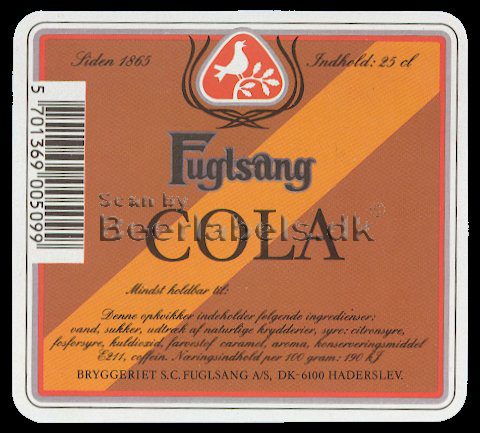 Siden 1865
Indhold: 25 cl
5 701369 005099
Fuglsang
Scan by
Beerlabels.dk
COLA
Mindst holdbar til:
Denne opkvikker indeholder følgende ingredienser:
vand, sukker, udtræk af naturlige krydderier, syre: citronsyre,
fosforsyre, kuldioxid, farvestof caramel, aroma, konserveringsmiddel
E211, coffein. Næringsindhold per 100 gram: 190 kJ
BRYGGERIET S.C. FUGLSANG A/S, DK-6100 HADERSLEV.